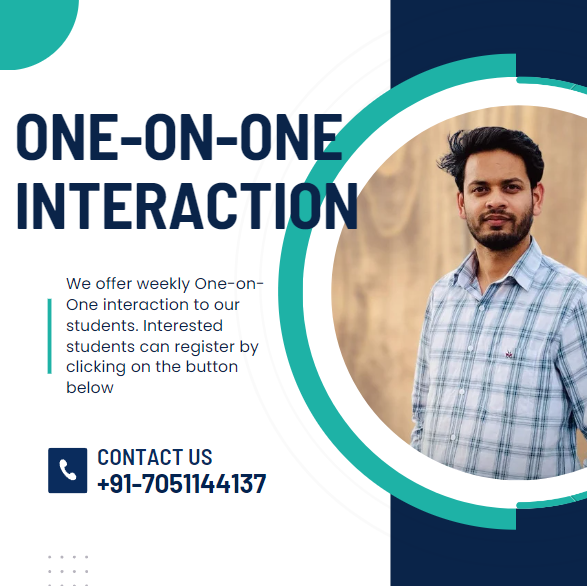 ONE-ON-ONE
INTERACTION
We offer weekly One-on-
One interaction to our
students. Interested
students can register by
clicking on the button
below
CONTACT US
+91-7051144137